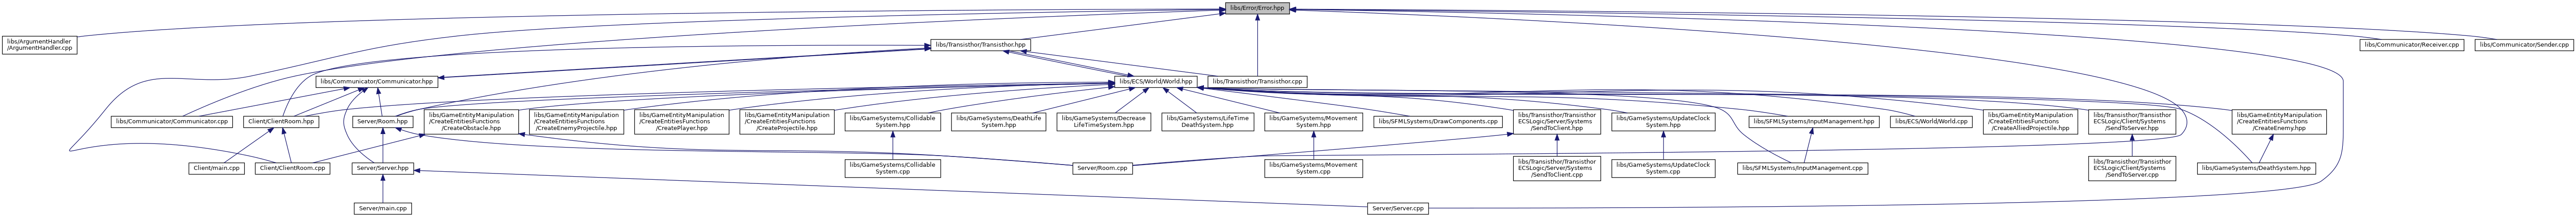 libs/Error/Error.hpp
libs/ArgumentHandler
/ArgumentHandler.cpp
libs/Transisthor/Transisthor.hpp
libs/Communicator/Receiver.cpp
libs/Communicator/Sender.cpp
libs/Communicator/Communicator.hpp
libs/ECS/World/World.hpp
libs/Transisthor/Transisthor.cpp
libs/Communicator/Communicator.cpp
Client/ClientRoom.hpp
Server/Room.hpp
libs/GameEntityManipulation
/CreateEntitiesFunctions
/CreateObstacle.hpp
libs/GameEntityManipulation
/CreateEntitiesFunctions
/CreateEnemyProjectile.hpp
libs/GameEntityManipulation
/CreateEntitiesFunctions
/CreatePlayer.hpp
libs/GameEntityManipulation
/CreateEntitiesFunctions
/CreateProjectile.hpp
libs/GameSystems/Collidable
System.hpp
libs/GameSystems/DeathLife
System.hpp
libs/GameSystems/Decrease
LifeTimeSystem.hpp
libs/GameSystems/LifeTime
DeathSystem.hpp
libs/GameSystems/Movement
System.hpp
libs/SFMLSystems/DrawComponents.cpp
libs/Transisthor/Transisthor
ECSLogic/Server/Systems
/SendToClient.hpp
libs/GameSystems/UpdateClock
System.hpp
libs/SFMLSystems/InputManagement.hpp
libs/ECS/World/World.cpp
libs/GameEntityManipulation
/CreateEntitiesFunctions
/CreateAlliedProjectile.hpp
libs/Transisthor/Transisthor
ECSLogic/Client/Systems
/SendToServer.hpp
libs/GameEntityManipulation
/CreateEntitiesFunctions
/CreateEnemy.hpp
Client/main.cpp
Client/ClientRoom.cpp
Server/Server.hpp
libs/GameSystems/Collidable
System.cpp
Server/Room.cpp
libs/GameSystems/Movement
System.cpp
libs/Transisthor/Transisthor
ECSLogic/Server/Systems
/SendToClient.cpp
libs/GameSystems/UpdateClock
System.cpp
libs/SFMLSystems/InputManagement.cpp
libs/Transisthor/Transisthor
ECSLogic/Client/Systems
/SendToServer.cpp
libs/GameSystems/DeathSystem.hpp
Server/main.cpp
Server/Server.cpp